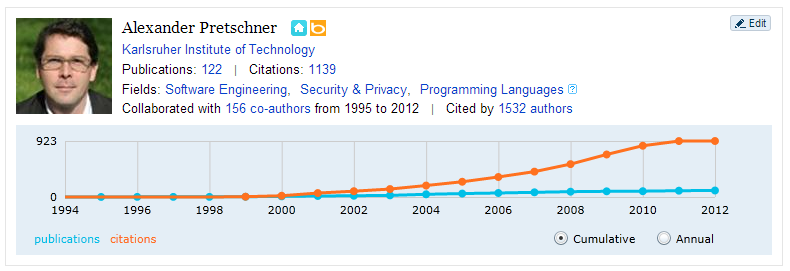 Alexander Pretschner
Edit
Karlsruher Institute of Technology
Publications: 122 | Citations: 1139
Fields: Software Engineering, Security & Privacy, Programming Languages ?
Collaborated with 156 co-authors from 1995 to 2012 | Cited by 1532 authors
923
0
1994 1996 1998 2000 2002 2004 2006 2008 2010 2012
publications citations
Cumulative Annual